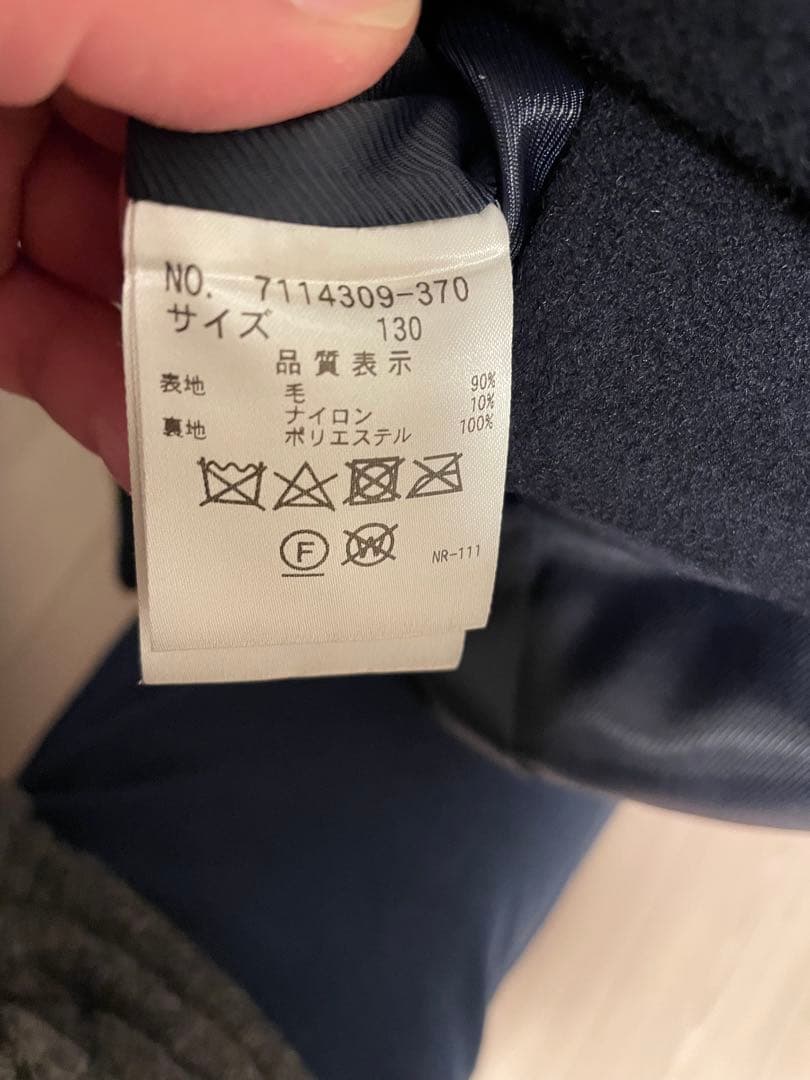 NO. 7114309-370
サイズ 130
品質表示
表地 毛 90%
ナイロン 10%
裏地 ポリエステル 100%
F W NR-111